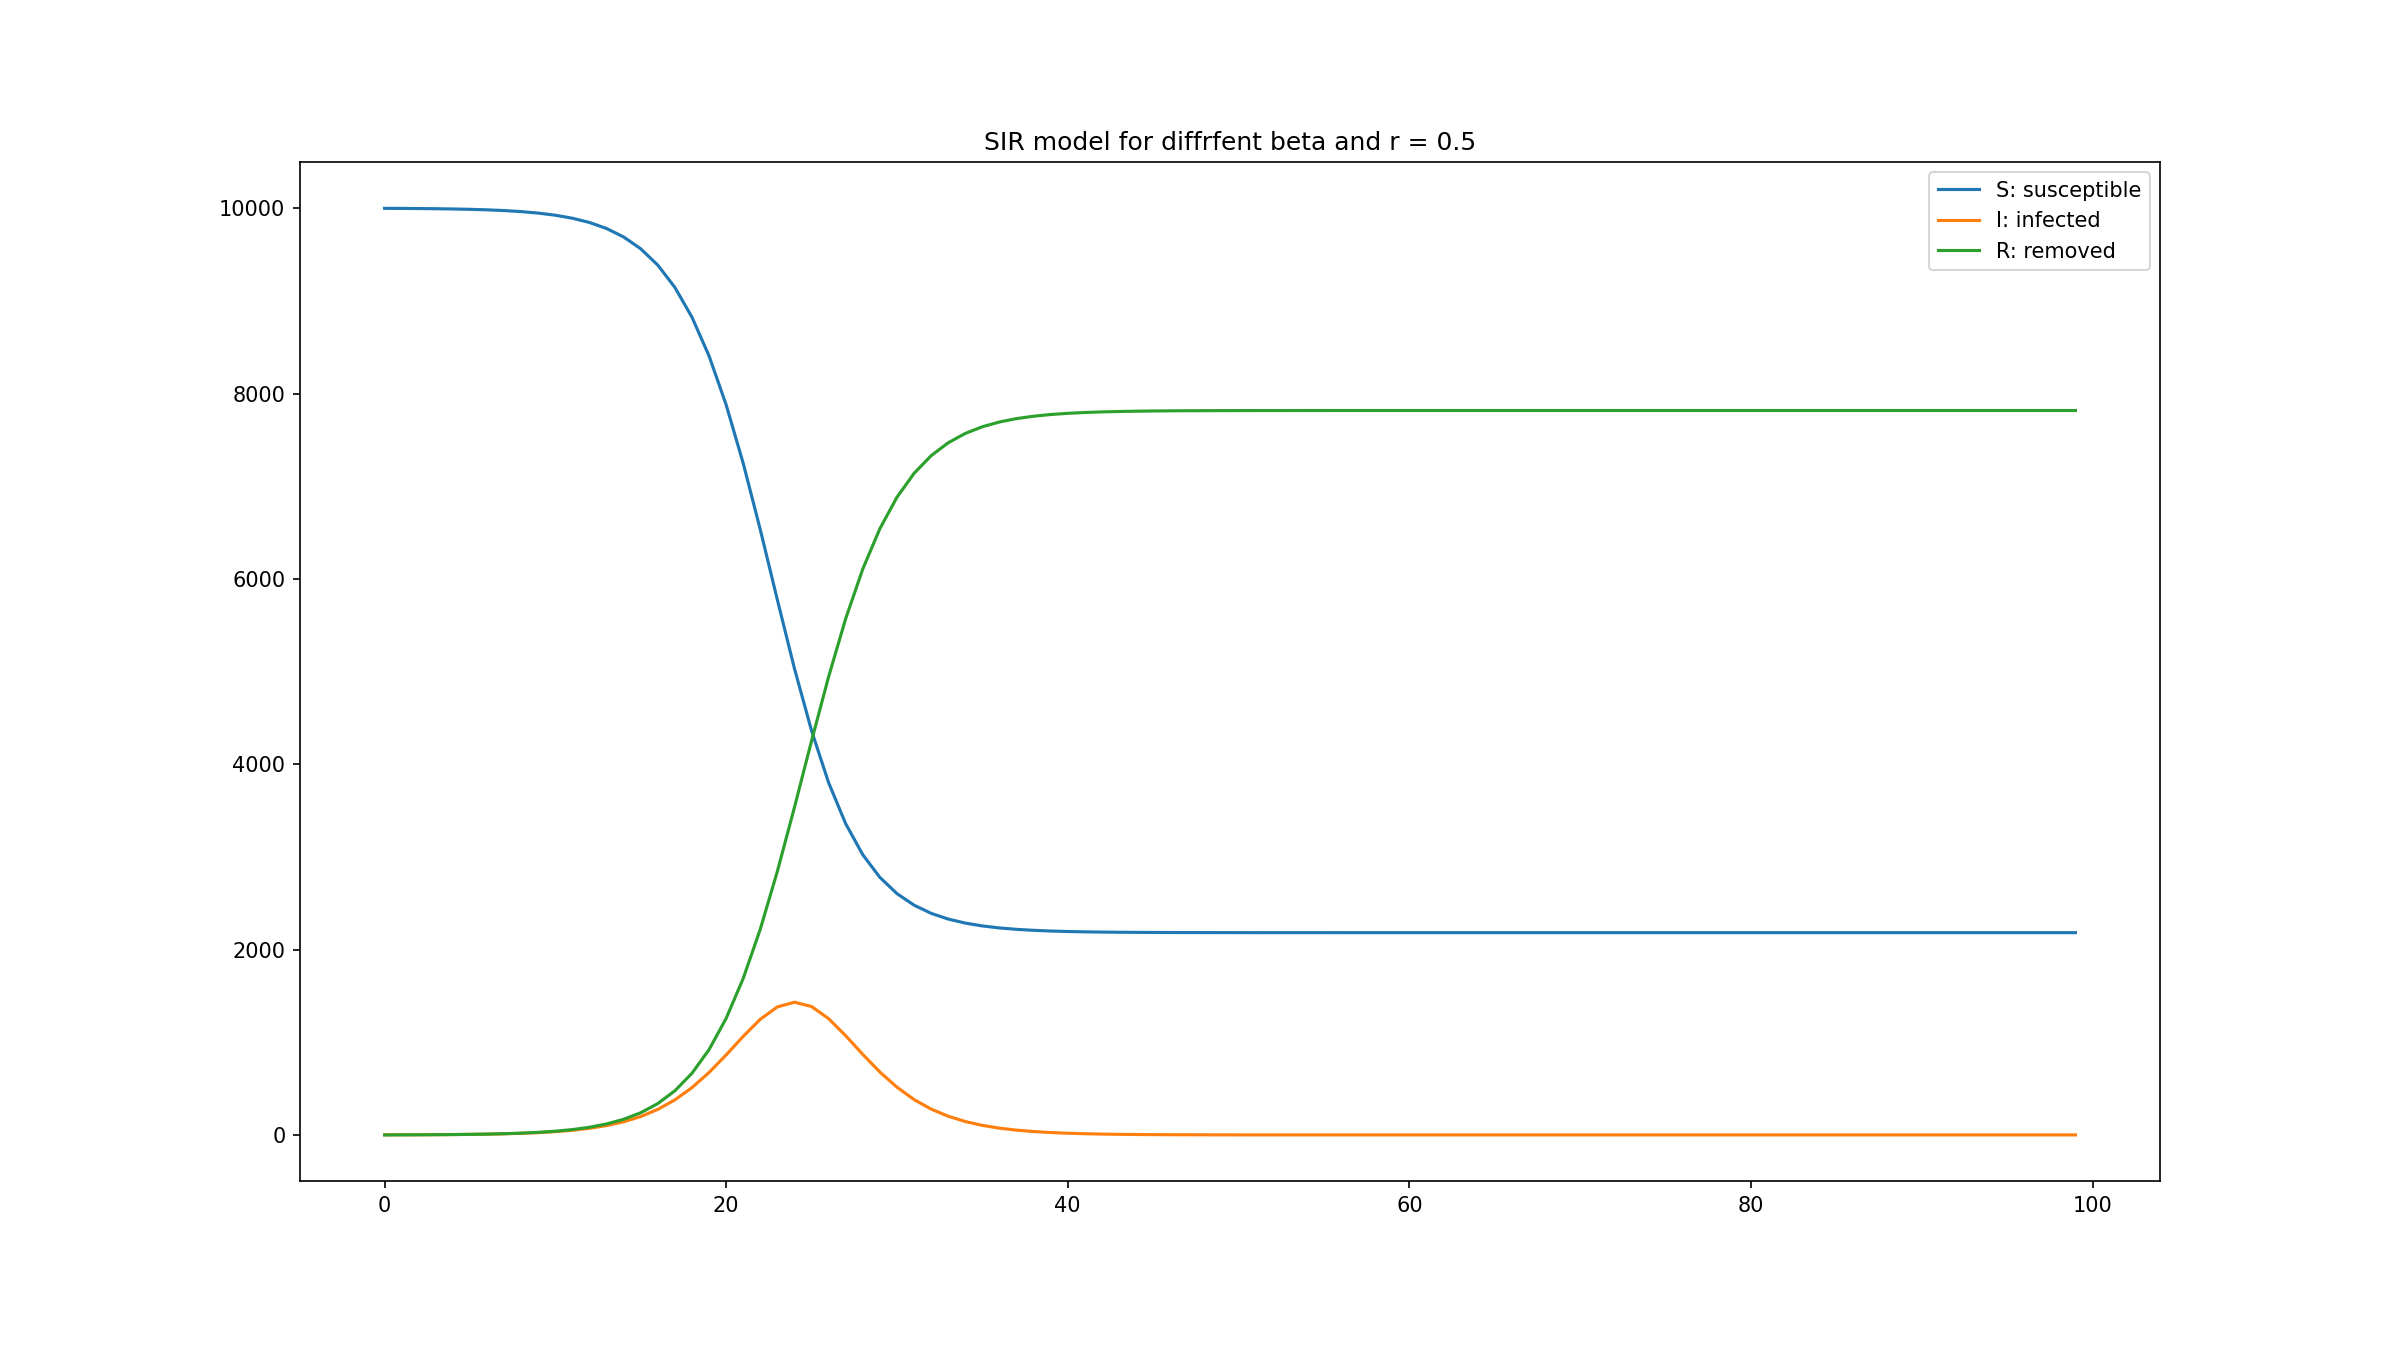 SIR model for diffrfent beta and r = 0.5
S: susceptible
I: infected
R: removed
10000
8000
6000
4000
2000
0
0 20 40 60 80 100